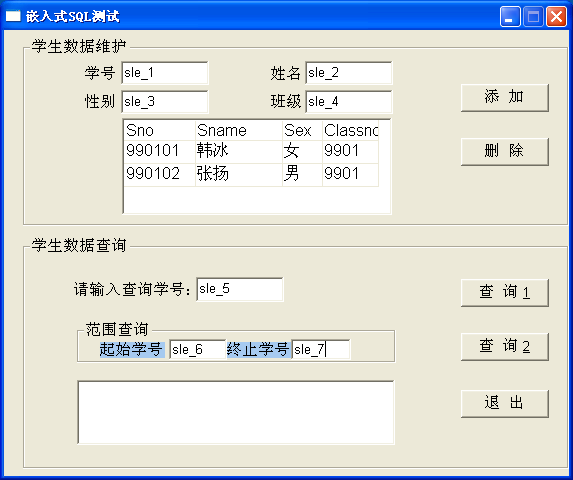 嵌入式SQL测试
学生数据维护
学号 sle_1 姓名 sle_2
性别 sle_3 班级 sle_4
添 加
删 除
Sno Sname Sex Classno
990101 韩冰 女 9901
990102 张扬 男 9901
学生数据查询
请输入查询学号: sle_5
查 询 1
范围查询
起始学号 sle_6 终止学号 sle_7
查 询 2
退 出